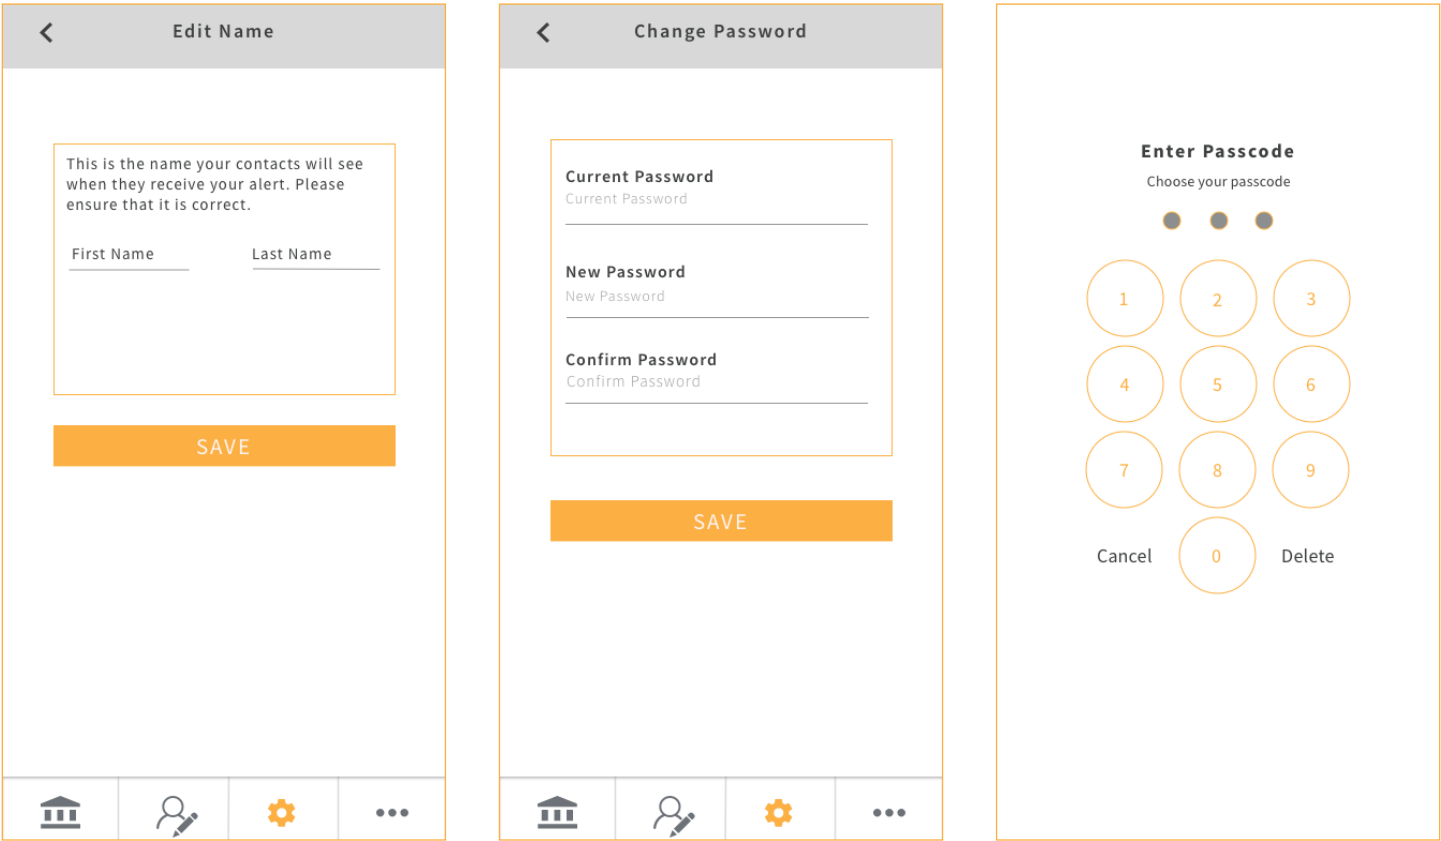 Edit Name
This is the name your contacts will see
when they receive your alert. Please
ensure that it is correct.
First Name Last Name
SAVE
Change Password
Current Password
Current Password
New Password
New Password
Confirm Password
Confirm Password
SAVE
Enter Passcode
Choose your passcode
1 2 3
4 5 6
7 8 9
Cancel 0 Delete